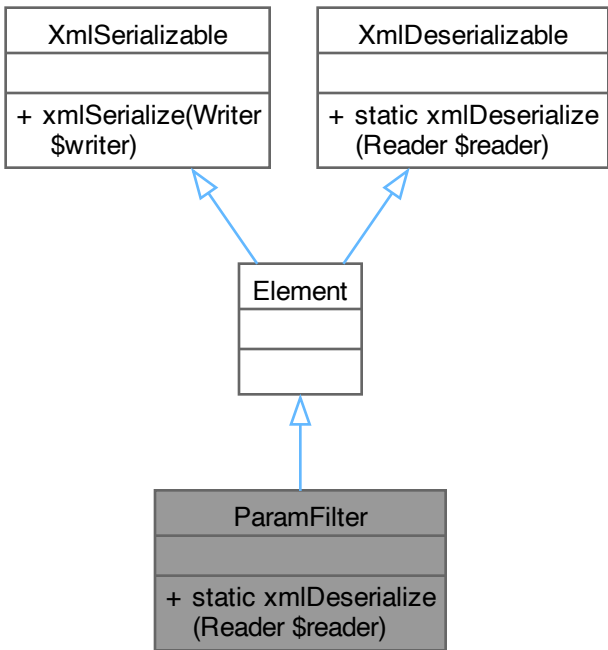 XmlSerializable
+ xmlSerialize(Writer
$writer)
XmlDeserializable
+ static xmlDeserialize
(Reader $reader)
Element
ParamFilter
+ static xmlDeserialize
(Reader $reader)